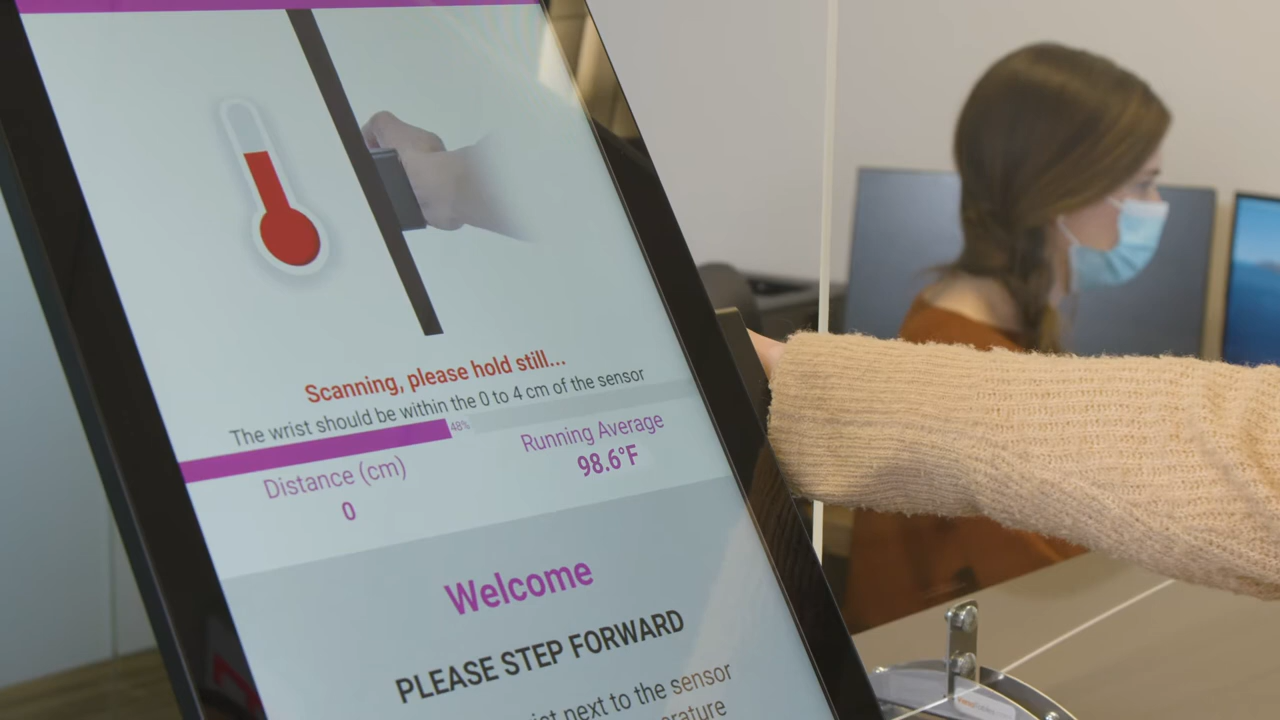 Scanning, please hold still...
The wrist should be within the 0 to 4 cm of the sensor
48%
Distance (cm)
0
Running Average
98.6°F
Welcome
PLEASE STEP FORWARD
next to the sensor